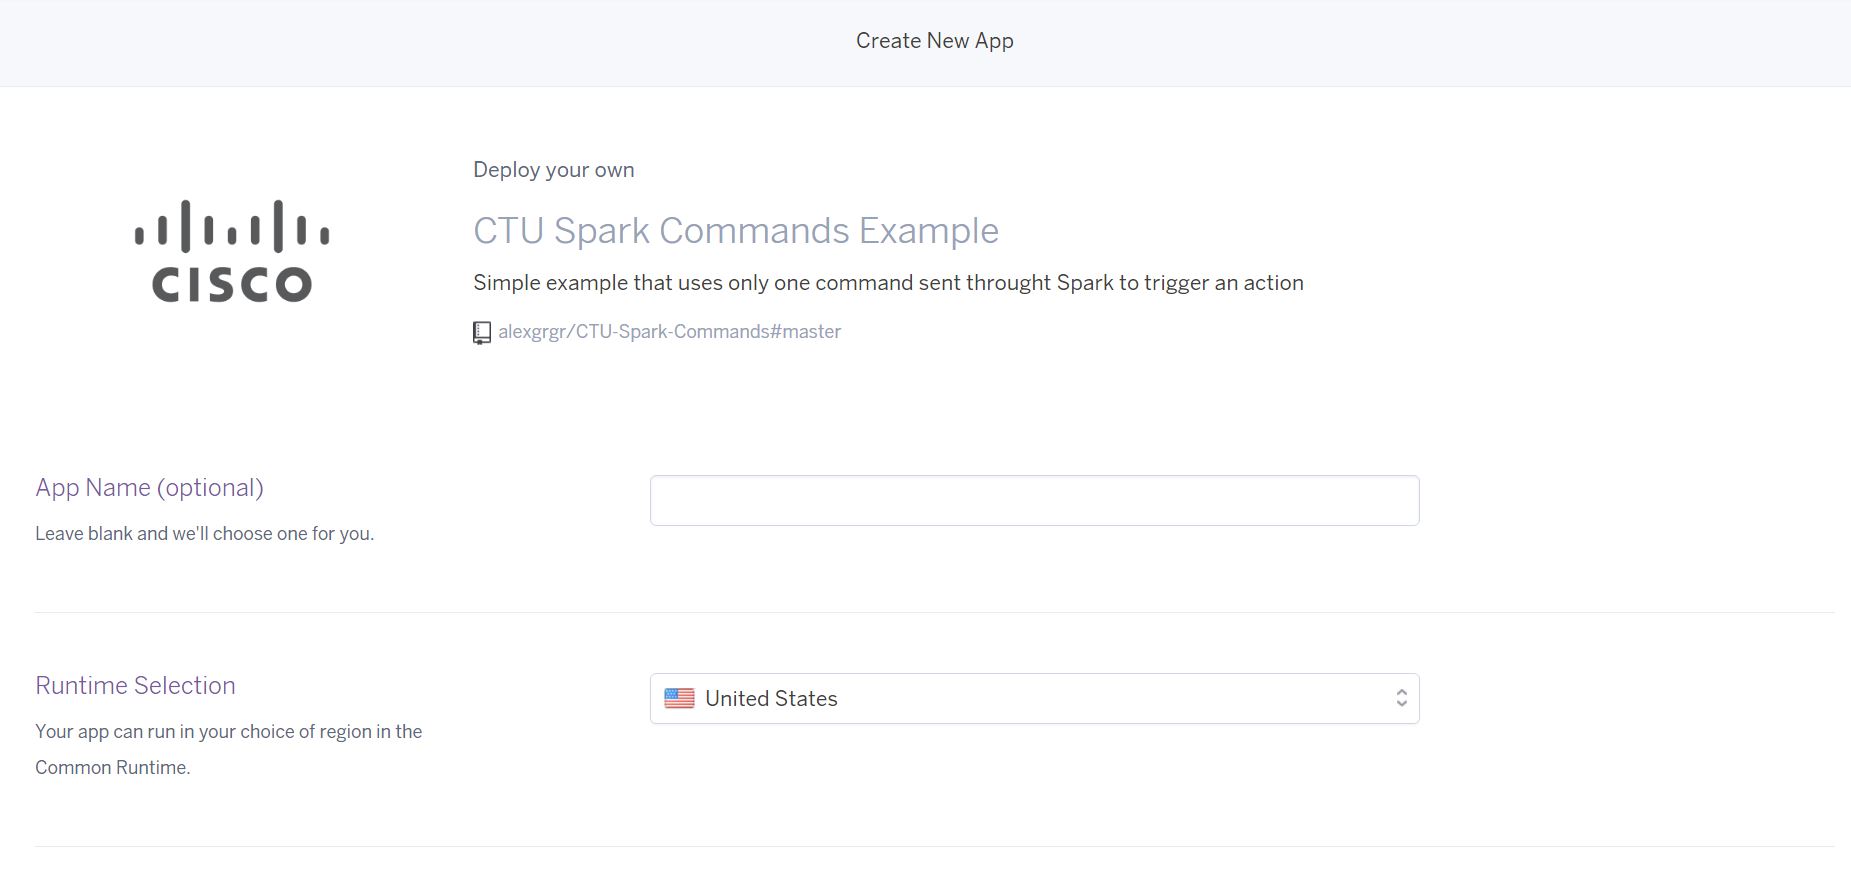 Create New App
Deploy your own
CTU Spark Commands Example
CISCO
Simple example that uses only one command sent throught Spark to trigger an action
alexgrgr/CTU-Spark-Commands#master
App Name (optional)
Leave blank and we'll choose one for you.
Runtime Selection
United States
Your app can run in your choice of region in the
Common Runtime.